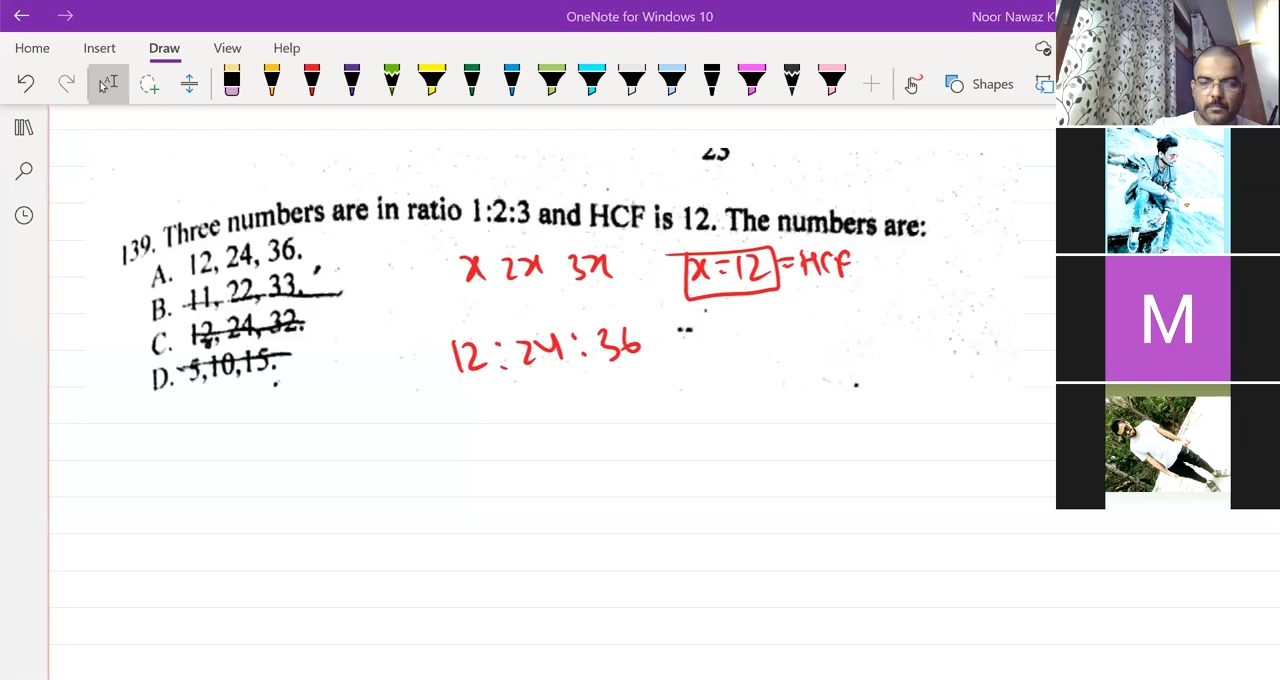 OneNote for Windows 10
Noor Nawaz K
Home Insert Draw View Help
Shapes
23
139. Three numbers are in ratio 1:2:3 and HCF is 12. The numbers are:
A. 12, 24, 36.
B. 11, 22, 33.
C. 12, 24, 32.
D. 5,10,15.
x 2x 3x
x=12 = HCF
12 : 24 : 36
M